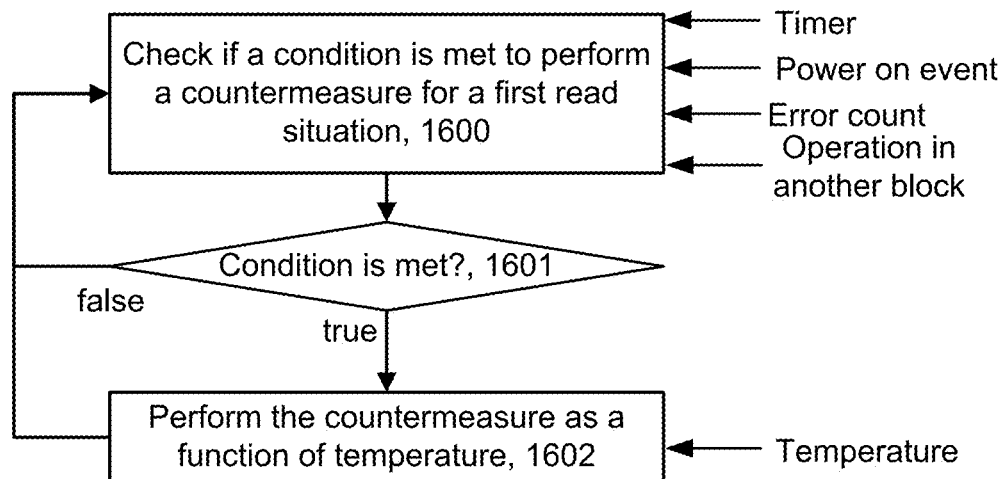 Check if a condition is met to perform
a countermeasure for a first read
situation, 1600
Timer
Power on event
Error count
Operation in
another block
Condition is met?, 1601
false
true
Perform the countermeasure as a
function of temperature, 1602
Temperature